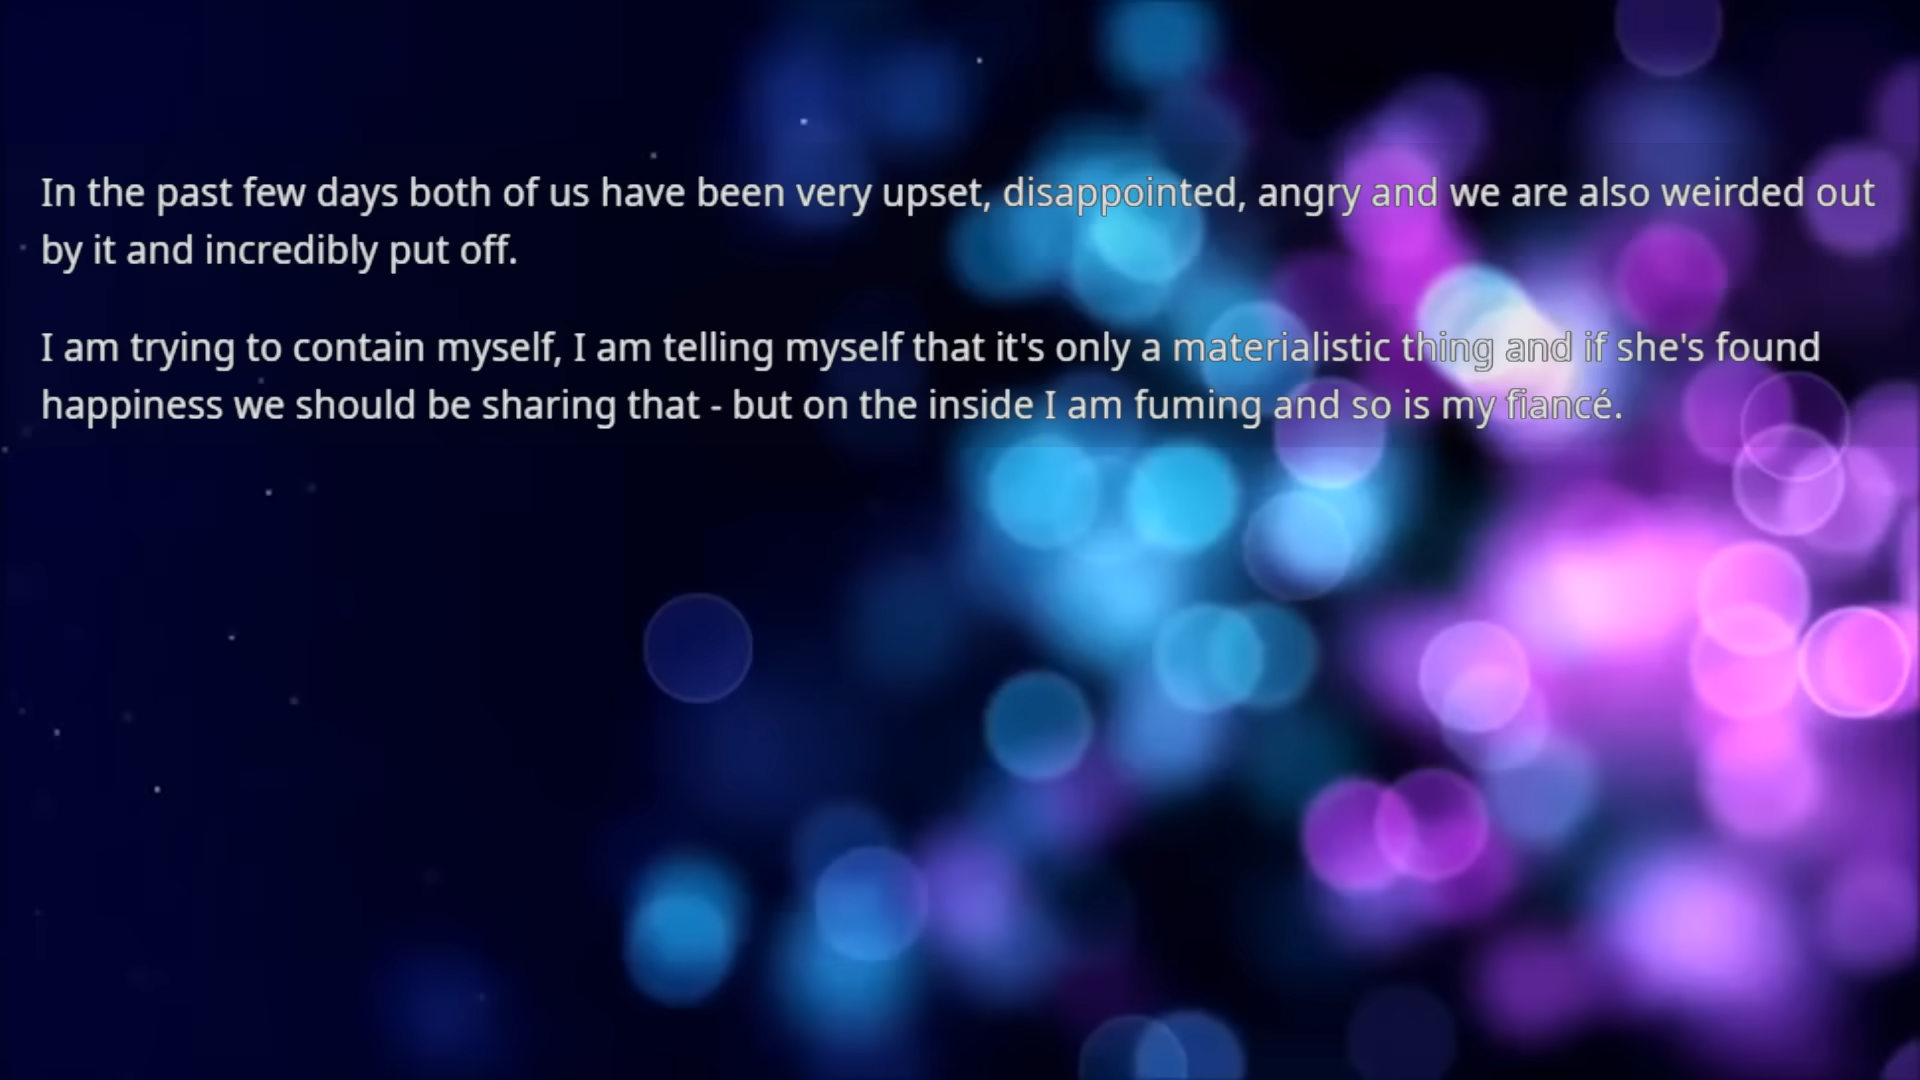 In the past few days both of us have been very upset, disappointed, angry and we are also weirded out
by it and incredibly put off.
I am trying to contain myself, I am telling myself that it's only a materialistic thing and if she's found
happiness we should be sharing that - but on the inside I am fuming and so is my fiancé.